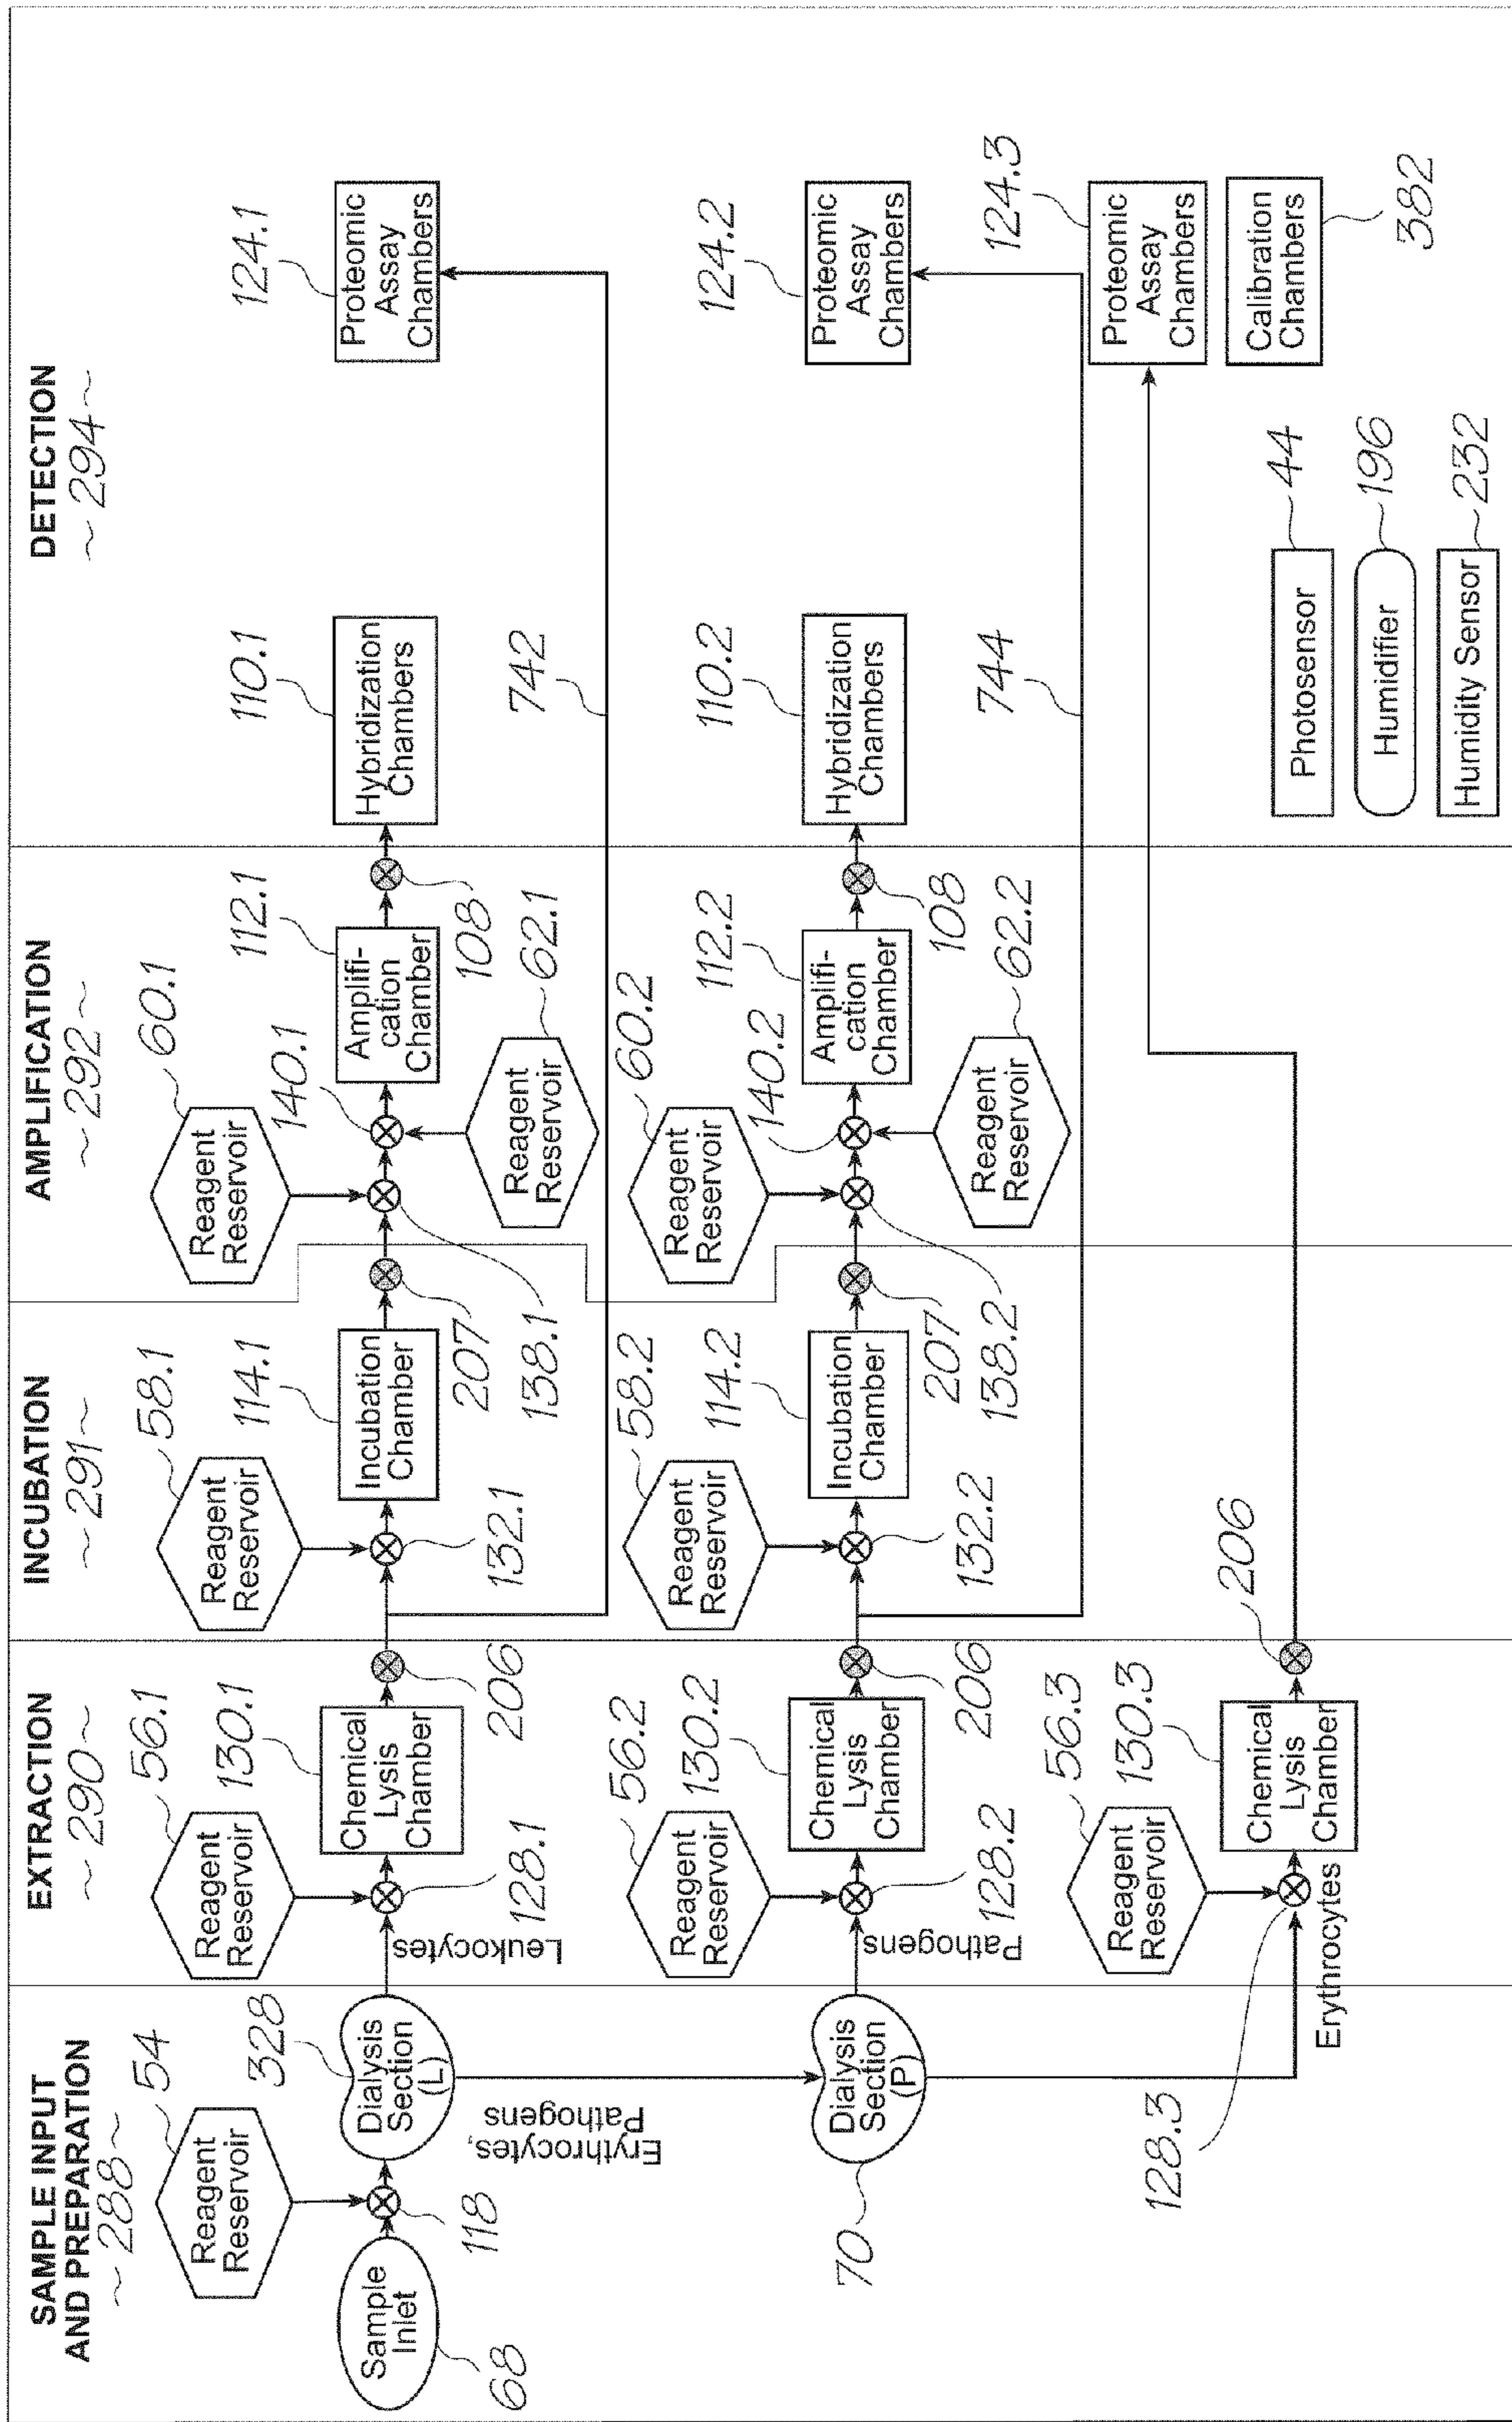 SAMPLE INPUT
AND PREPARATION
~288~
EXTRACTION
~290~
INCUBATION
~291~
AMPLIFICATION
~292~
DETECTION
~294~
Reagent
Reservoir
54
Sample
Inlet
68
118
Dialysis
Section
(L)
328
Erythrocytes,
Pathogens
Leukocytes
Reagent
Reservoir
56.1
128.1
Chemical
Lysis
Chamber
130.1
206
Reagent
Reservoir
58.1
132.1
Incubation
Chamber
114.1
207
138.1
Reagent
Reservoir
60.1
140.1
Reagent
Reservoir
62.1
Amplifi-
cation
Chamber
112.1
108
Hybridization
Chambers
110.1
742
Proteomic
Assay
Chambers
124.1
Dialysis
Section
(P)
70
Pathogens
Reagent
Reservoir
56.2
128.2
Chemical
Lysis
Chamber
130.2
206
Reagent
Reservoir
58.2
132.2
Incubation
Chamber
114.2
207
138.2
Reagent
Reservoir
60.2
140.2
Reagent
Reservoir
62.2
Amplifi-
cation
Chamber
112.2
108
Hybridization
Chambers
110.2
744
Proteomic
Assay
Chambers
124.2
Erythrocytes
128.3
Reagent
Reservoir
56.3
Chemical
Lysis
Chamber
130.3
206
Proteomic
Assay
Chambers
124.3
Calibration
Chambers
382
Photosensor
44
Humidifier
196
Humidity Sensor
232